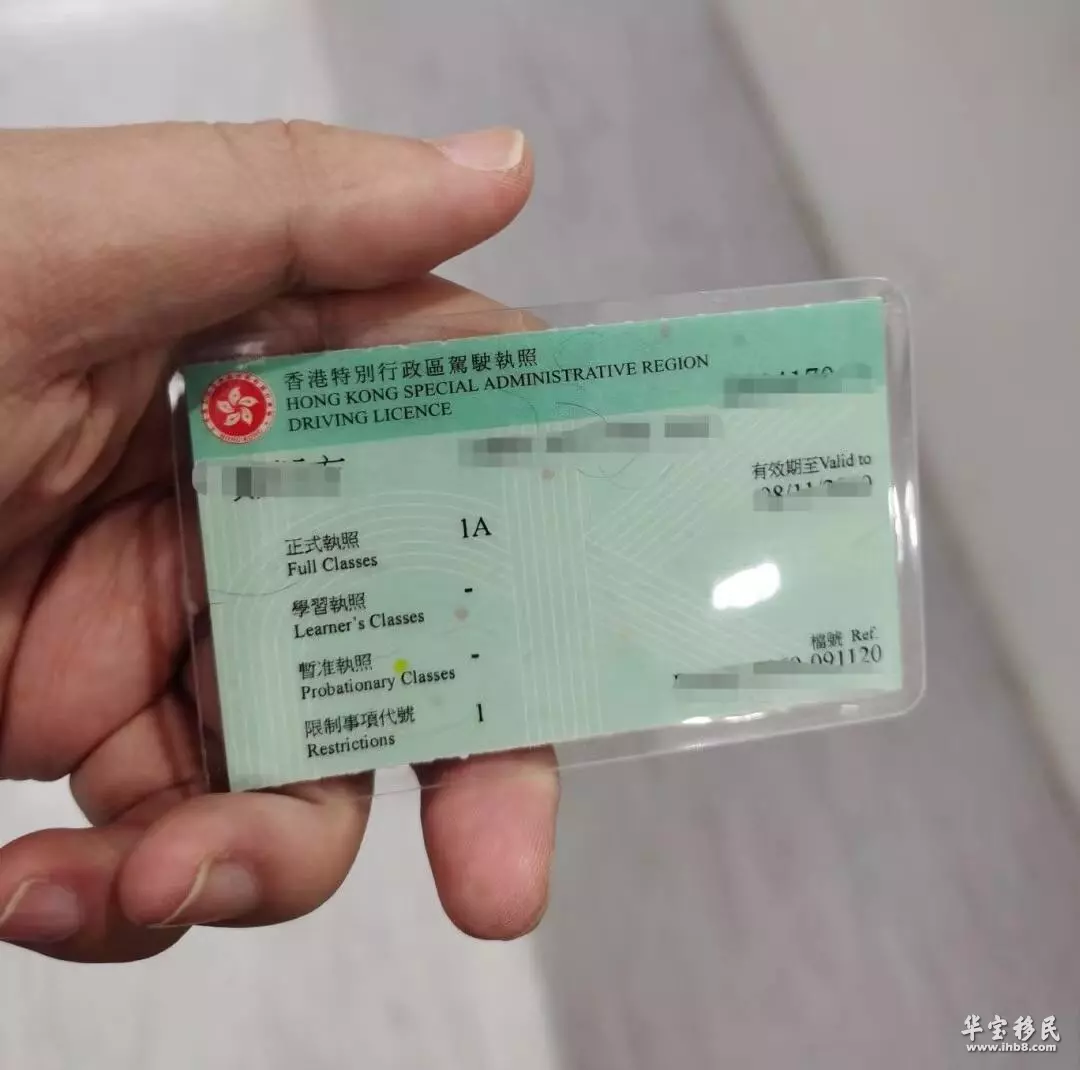 香港特別行政區駕駛執照
HONG KONG SPECIAL ADMINISTRATIVE REGION
DRIVING LICENCE
有效期至Valid to
正式執照 1A
Full Classes
學習執照 -
Learner's Classes
暫准執照 -
Probationary Classes
限制事項代號 1
Restrictions
檔號 Ref.
091120
华宝移民
www.ihb8.com